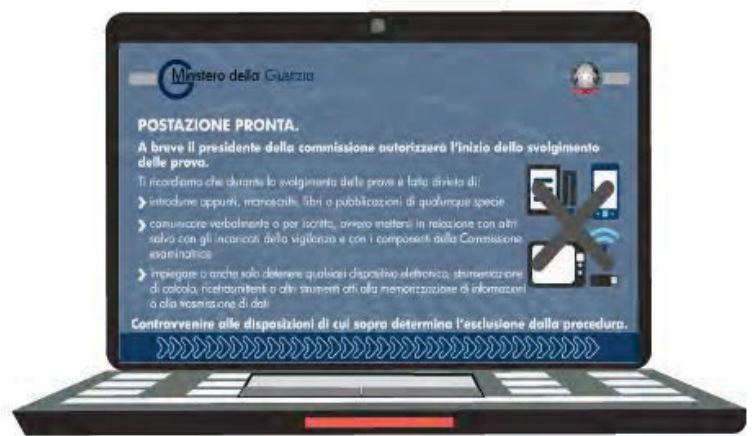 Ministero della Giustizia
POSTAZIONE PRONTA.
A breve il presidente della commissione autorizzerà l'inizio dello svolgimento
delle prova.
Ti ricordiamo che durante lo svolgimento delle prove è fatto divieto di:
introdurre appunti, manoscritti, libri o pubblicazioni di qualunque specie
comunicare verbalmente o per iscritto, ovvero mettersi in relazione con altri
salvo con gli incaricati della vigilanza e con i componenti della Commissione
esaminatrice
impiegare o anche solo detenere qualsiasi dispositivo elettronico, strumentazione
di calcolo, ricetrasmittenti o altri strumenti atti alla memorizzazione di informazioni
o alla trasmissione di dati
Contravvenire alle disposizioni di cui sopra determina l'esclusione dalla procedura.